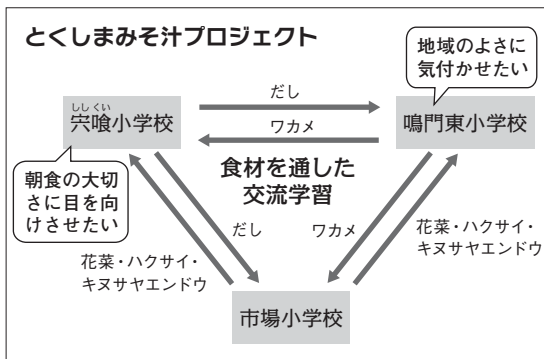 とくしまみそ汁プロジェクト
地域のよさに
気付かせたい
ししくい
宍喰小学校
だし
ワカメ
鳴門東小学校
朝食の大切
さに目を向
けさせたい
食材を通した
交流学習
だし
ワカメ
花菜・ハクサイ・
キヌサヤエンドウ
花菜・ハクサイ・
キヌサヤエンドウ
市場小学校